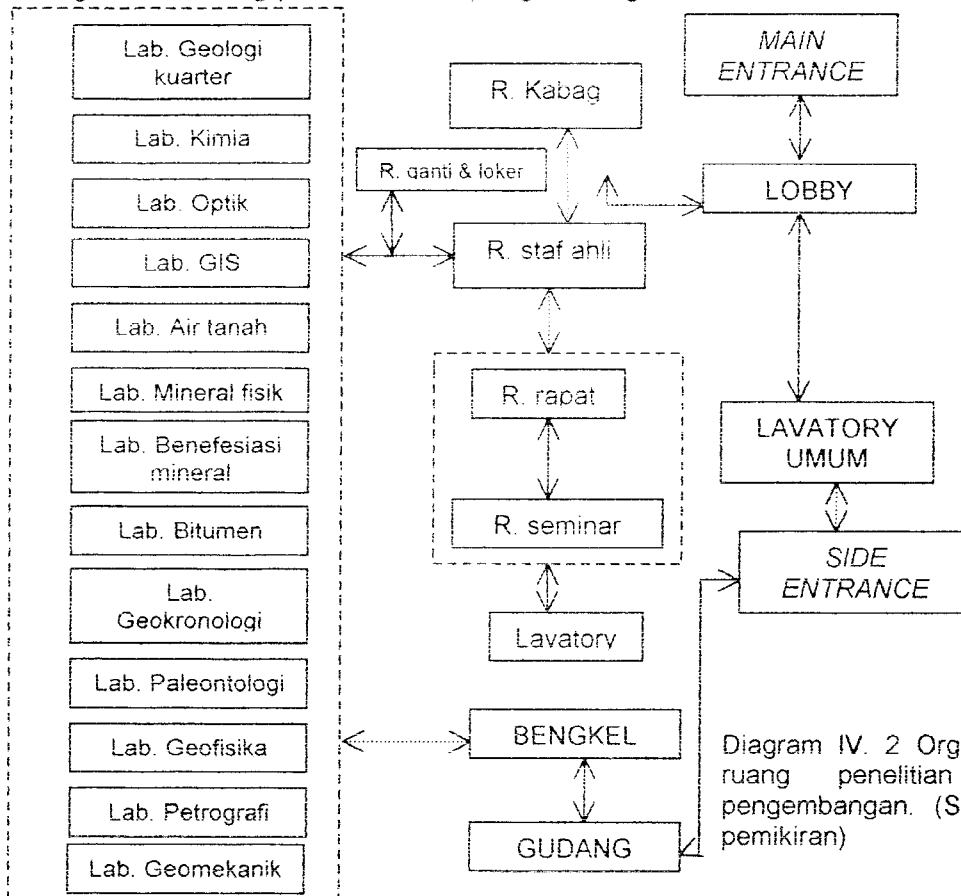 Lab. Geologi
kuarter
Lab. Kimia
Lab. Optik
Lab. GIS
Lab. Air tanah
Lab. Mineral fisik
Lab. Benefesiasi
mineral
Lab. Bitumen
Lab.
Geokronologi
Lab. Paleontologi
Lab. Geofisika
Lab. Petrografi
Lab. Geomekanik
R. Kabag
R. ganti & loker
R. staf ahli
R. rapat
R. seminar
Lavatory
BENGKEL
GUDANG
MAIN
ENTRANCE
LOBBY
LAVATORY
UMUM
SIDE
ENTRANCE
Diagram IV. 2 Org
ruang penelitian
pengembangan. (S
pemikiran)